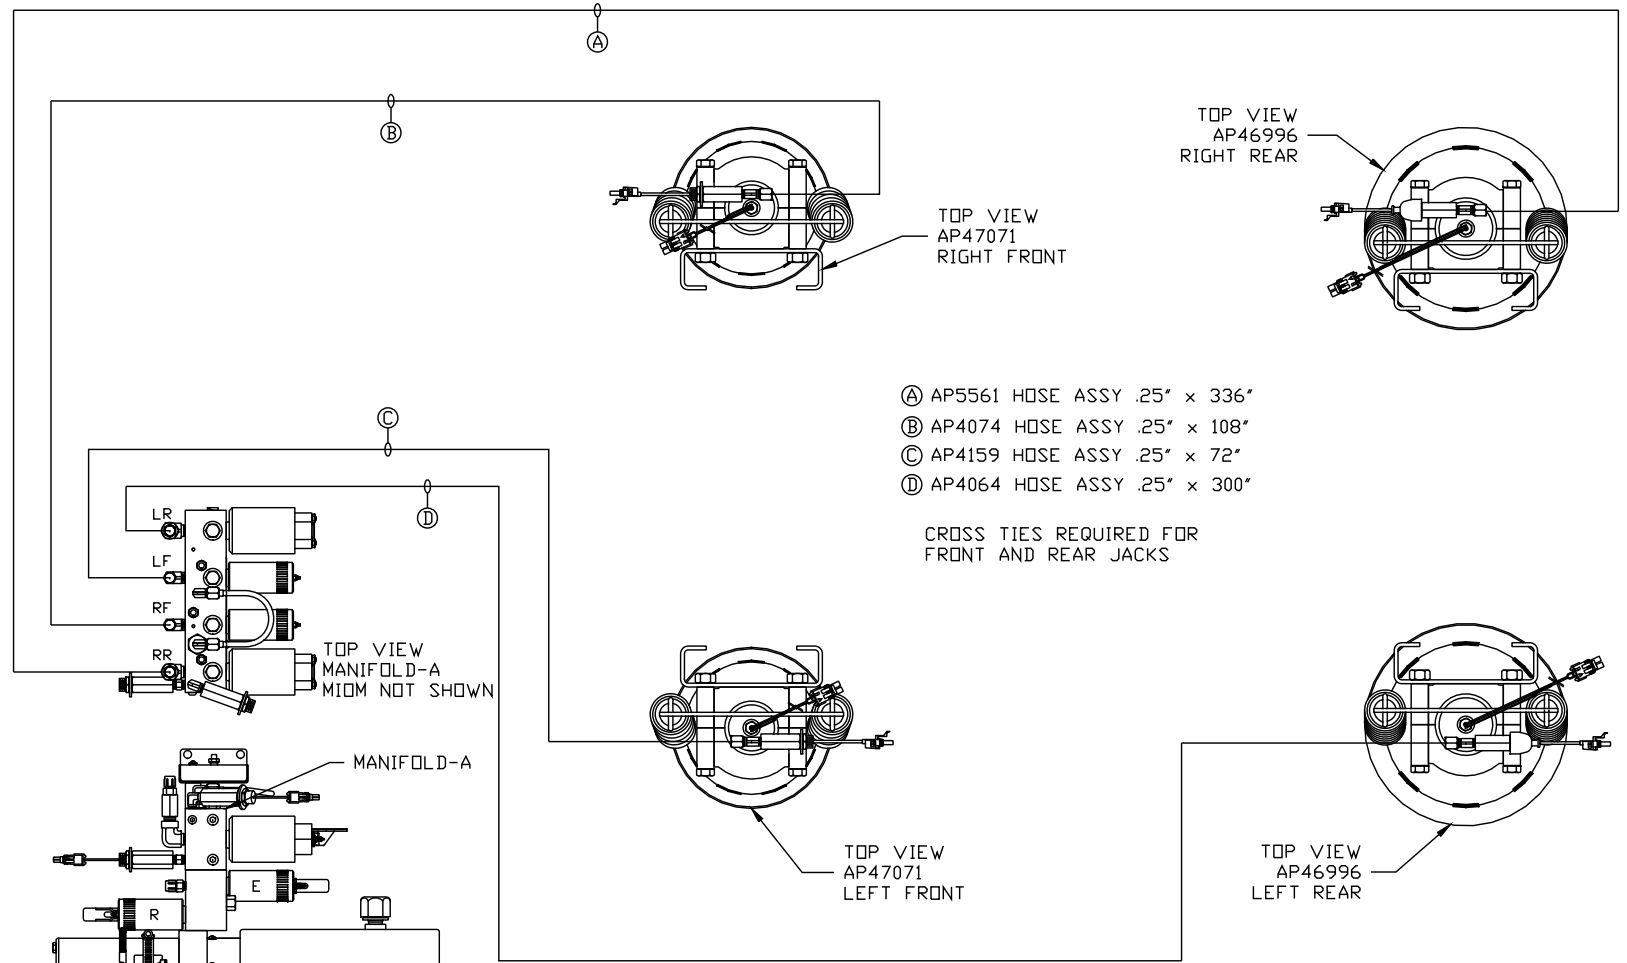 A
B
TOP VIEW
AP46996
RIGHT REAR
TOP VIEW
AP47071
RIGHT FRONT
A AP5561 HOSE ASSY .25" x 336"
B AP4074 HOSE ASSY .25" x 108"
C AP4159 HOSE ASSY .25" x 72"
D AP4064 HOSE ASSY .25" x 300"
CROSS TIES REQUIRED FOR
FRONT AND REAR JACKS
C
D
LR
LF
RF
RR
TOP VIEW
MANIFOLD-A
MIOM NOT SHOWN
MANIFOLD-A
E
R
TOP VIEW
AP47071
LEFT FRONT
TOP VIEW
AP46996
LEFT REAR